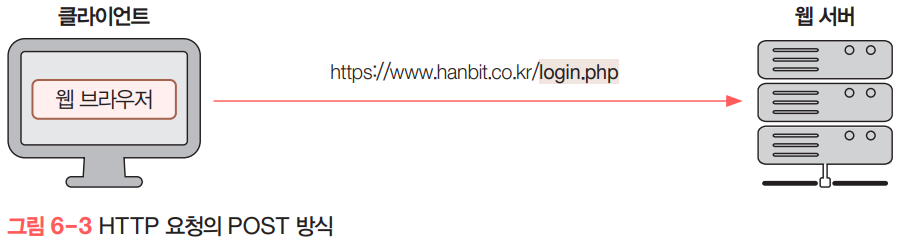 클라이언트
웹 서버
https://www.hanbit.co.kr/login.php
웹 브라우저
그림 6-3 HTTP 요청의 POST 방식